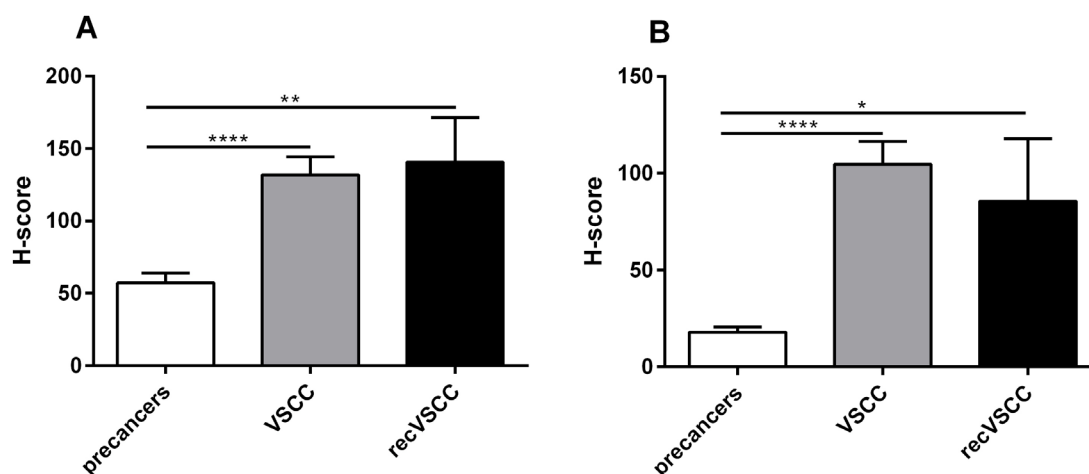 A
H-score
200
150
100
50
0
**
****
precancers
VSCC
recVSCC
B
H-score
150
100
50
0
*
****
precancers
VSCC
recVSCC